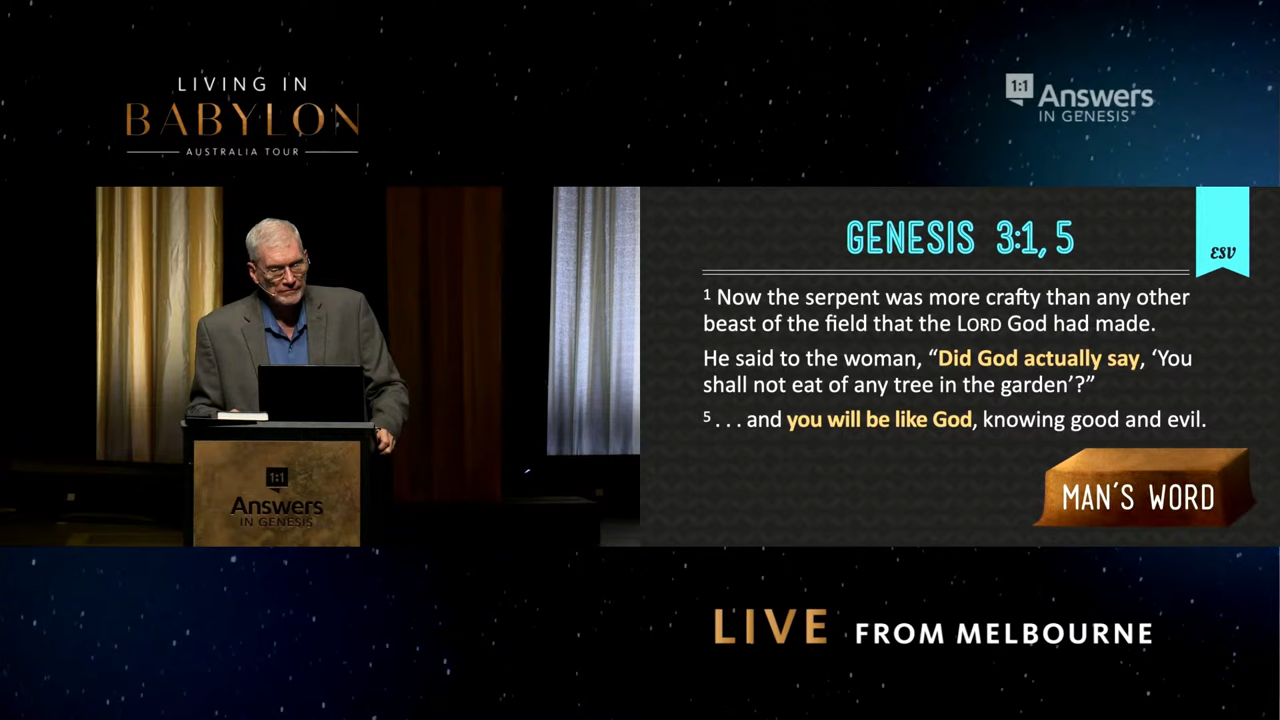 LIVING IN
BABYLON
AUSTRALIA TOUR
1:1
Answers
IN GENESIS®
GENESIS 3:1, 5
ESV
¹ Now the serpent was more crafty than any other
beast of the field that the LORD God had made.
He said to the woman, “Did God actually say, ‘You
shall not eat of any tree in the garden’?”
⁵ . . . and you will be like God, knowing good and evil.
MAN'S WORD
1:1
Answers
IN GENESIS
LIVE FROM MELBOURNE